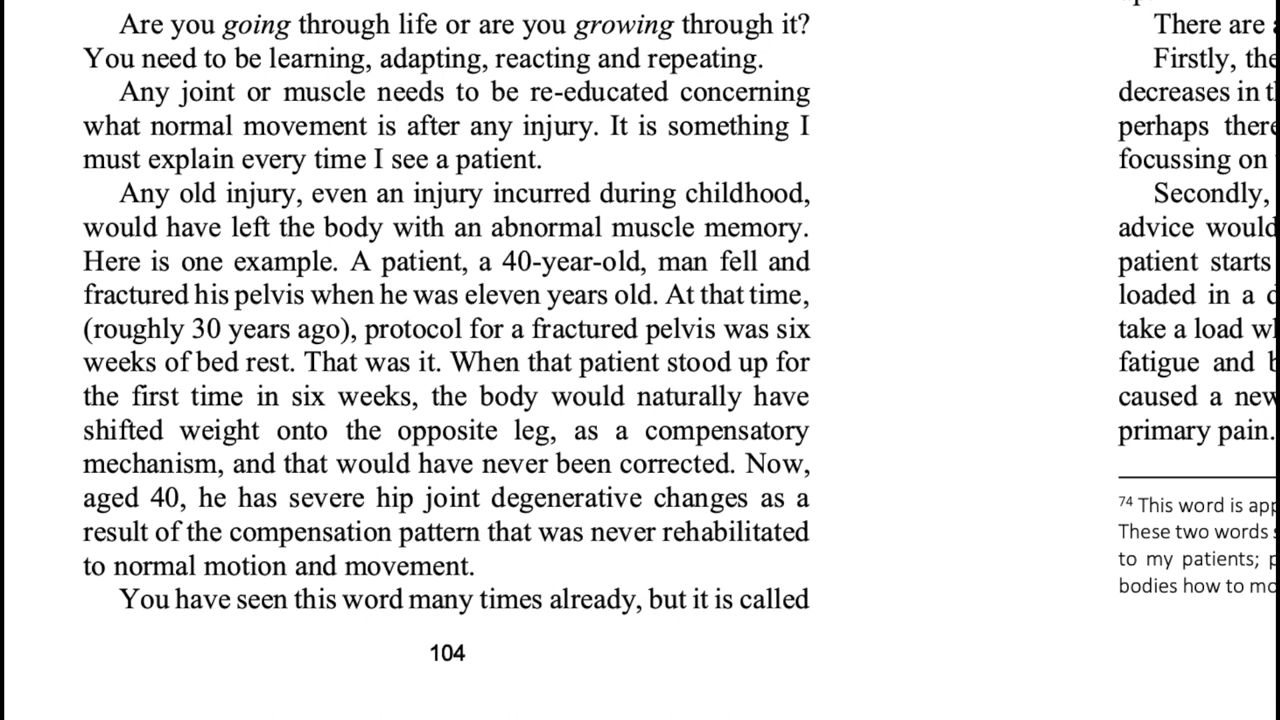 Are you going through life or are you growing through it?
You need to be learning, adapting, reacting and repeating.
Any joint or muscle needs to be re-educated concerning
what normal movement is after any injury. It is something I
must explain every time I see a patient.
Any old injury, even an injury incurred during childhood,
would have left the body with an abnormal muscle memory.
Here is one example. A patient, a 40-year-old, man fell and
fractured his pelvis when he was eleven years old. At that time,
(roughly 30 years ago), protocol for a fractured pelvis was six
weeks of bed rest. That was it. When that patient stood up for
the first time in six weeks, the body would naturally have
shifted weight onto the opposite leg, as a compensatory
mechanism, and that would have never been corrected. Now,
aged 40, he has severe hip joint degenerative changes as a
result of the compensation pattern that was never rehabilitated
to normal motion and movement.
You have seen this word many times already, but it is called
104
There are
Firstly, the
decreases in
perhaps there
focussing on
Secondly,
advice would
patient starts
loaded in a
take a load
fatigue and
caused a new
primary pain.
74 This word is
These two words
to my patients;
bodies how to